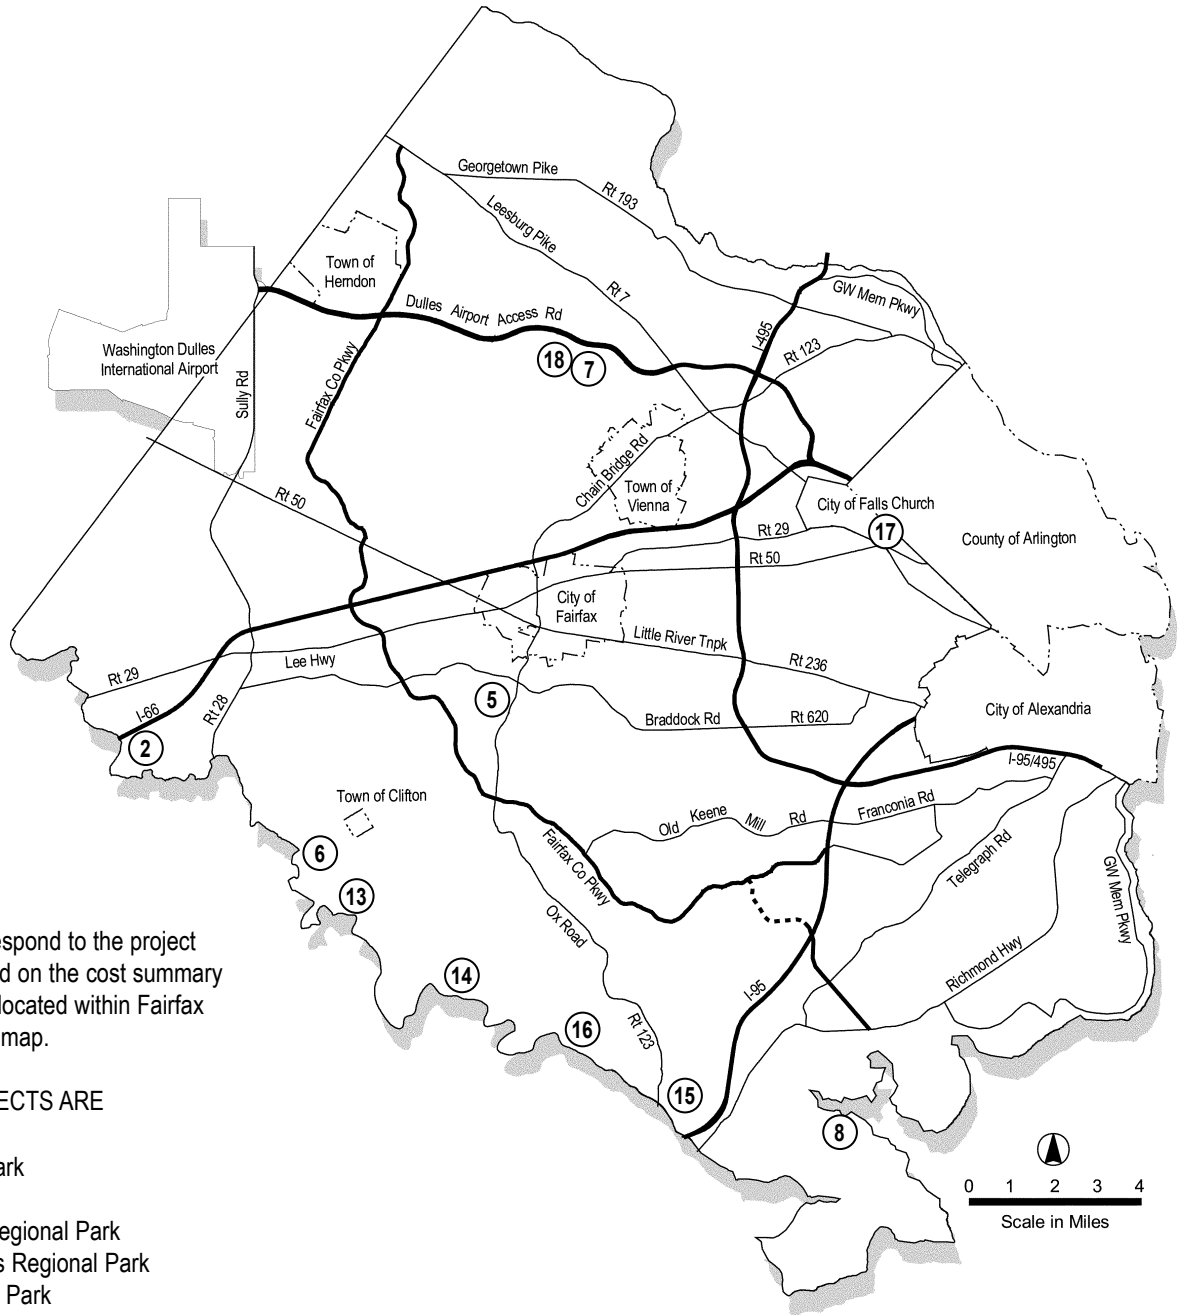 Georgetown Pike
Rt 193
Leesburg Pike
Town of
Herndon
Rt 7
GW Mem Pkwy
Dulles Airport Access Rd
I-495
Rt 123
Washington Dulles
International Airport
Fairfax Co Pkwy
18
7
Sully Rd
Chain Bridge Rd
Town of
Vienna
Rt 50
City of Falls Church
17
Rt 29
County of Arlington
Rt 50
City of
Fairfax
Little River Tnpk
Rt 236
Lee Hwy
Rt 29
5
I-66
Rt 28
Braddock Rd
Rt 620
City of Alexandria
2
I-95/495
Town of Clifton
Old Keene Mill Rd
Franconia Rd
6
Fairfax Co Pkwy
Telegraph Rd
GW Mem Pkwy
13
Ox Road
espond to the project
d on the cost summary
located within Fairfax
map.
14
Richmond Hwy
I-95
16
Rt 123
15
ECTS ARE
8
ark
0 1 2 3 4
Scale in Miles
egional Park
s Regional Park
Park